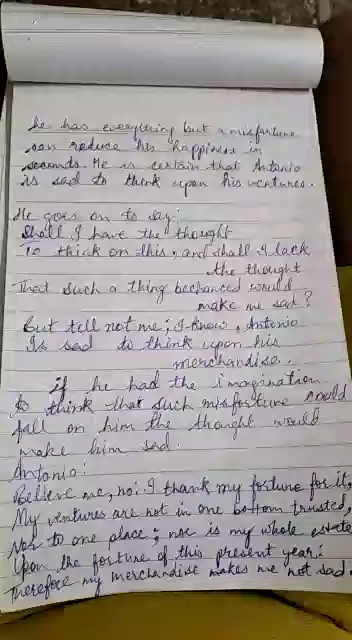 he has everything but a misfortune
can reduce his happiness in
seconds. He is certain that Antonio
is sad to think upon his ventures.
He goes on to say:
Shall I have the thought
To think on this, and shall I lack
the thought
That such a thing bechanced would
make me sad?
But tell not me; I know, Antonio
Is sad to think upon his
merchandise.
if he had the imagination
to think that such misfortune could
fall on him the thought would
make him sad.
Antonio:
Believe me, no: I thank my fortune for it,
My ventures are not in one bottom trusted,
Nor to one place; nor is my whole estate
Upon the fortune of this present year:
Therefore my merchandise makes me not sad.